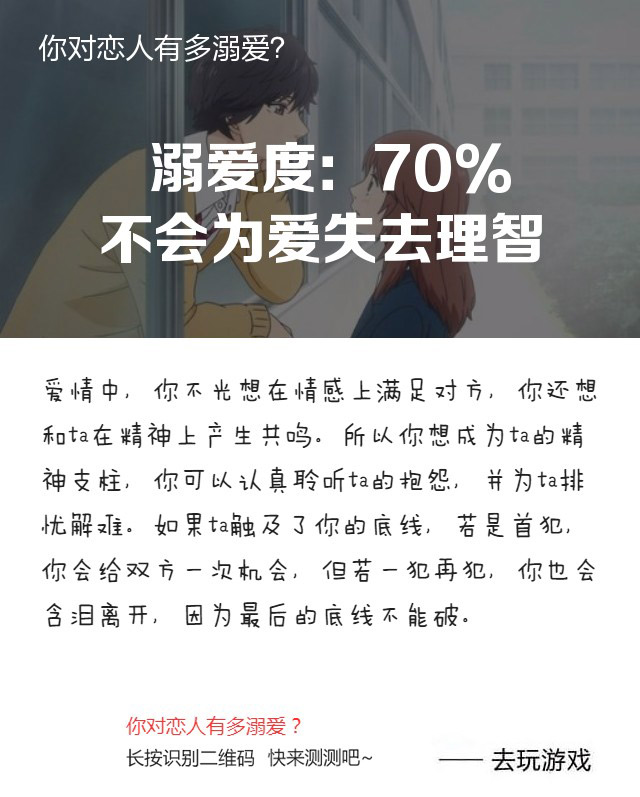 你对恋人有多溺爱?
溺爱度：70%
不会为爱失去理智
爱情中，你不光想在情感上满足对方，你还想
和ta在精神上产生共鸣。所以你想成为ta的精
神支柱，你可以认真聆听ta的抱怨，并为ta排
忧解难。如果ta触及了你的底线，若是首犯，
你会给双方一次机会，但若一犯再犯，你也会
含泪离开，因为最后的底线不能破。
你对恋人有多溺爱？
长按识别二维码 快来测测吧~
—— 去玩游戏